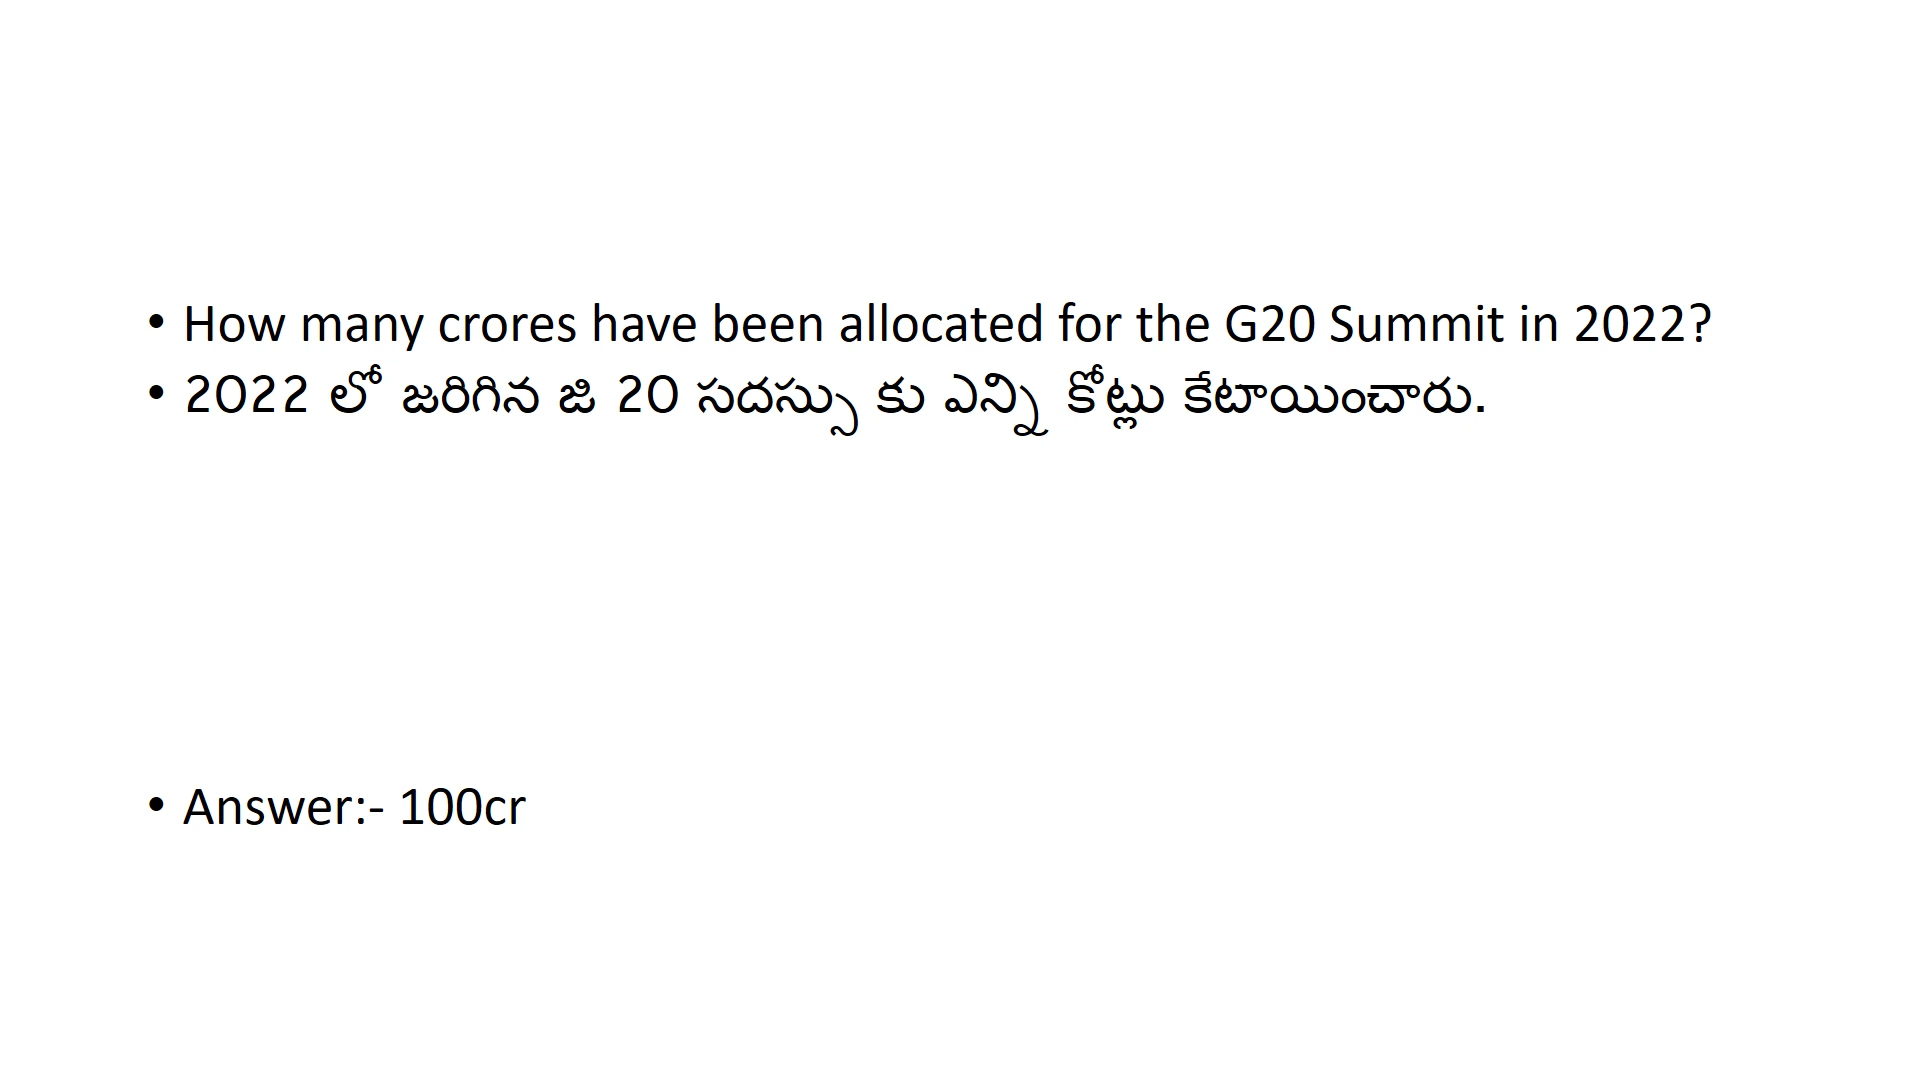 • How many crores have been allocated for the G20 Summit in 2022?
• 2022 లో జరిగిన జి 20 సదస్సు కు ఎన్ని కోట్లు కేటాయించారు.
• Answer:- 100cr